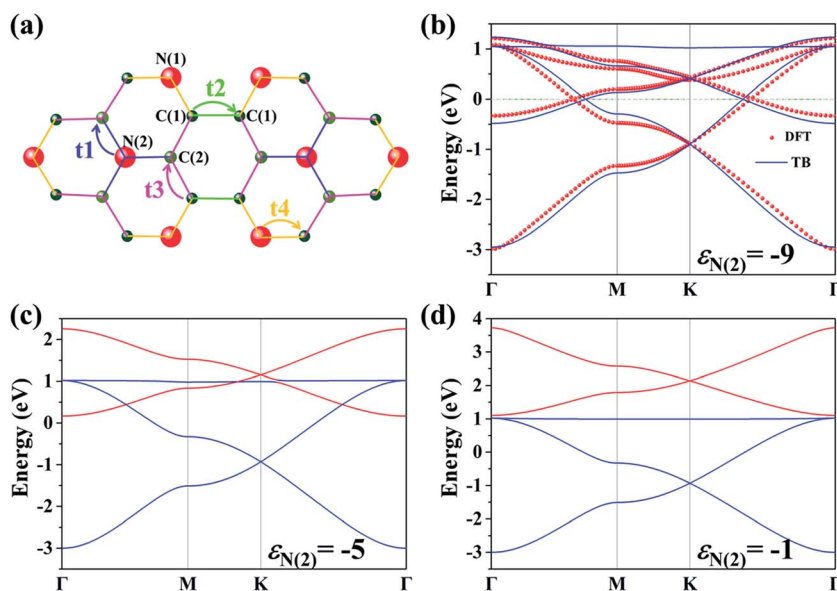 (a)
N(1)
t2
C(1)
C(1)
t1
N(2)
C(2)
t3
t4
(b)
Energy (eV)
1
0
-1
-2
-3
DFT
TB
εN(2)= -9
Γ
M
K
Γ
(c)
Energy (eV)
2
1
0
-1
-2
-3
εN(2)= -5
Γ
M
K
Γ
(d)
Energy (eV)
4
3
2
1
0
-1
-2
-3
εN(2)= -1
Γ
M
K
Γ